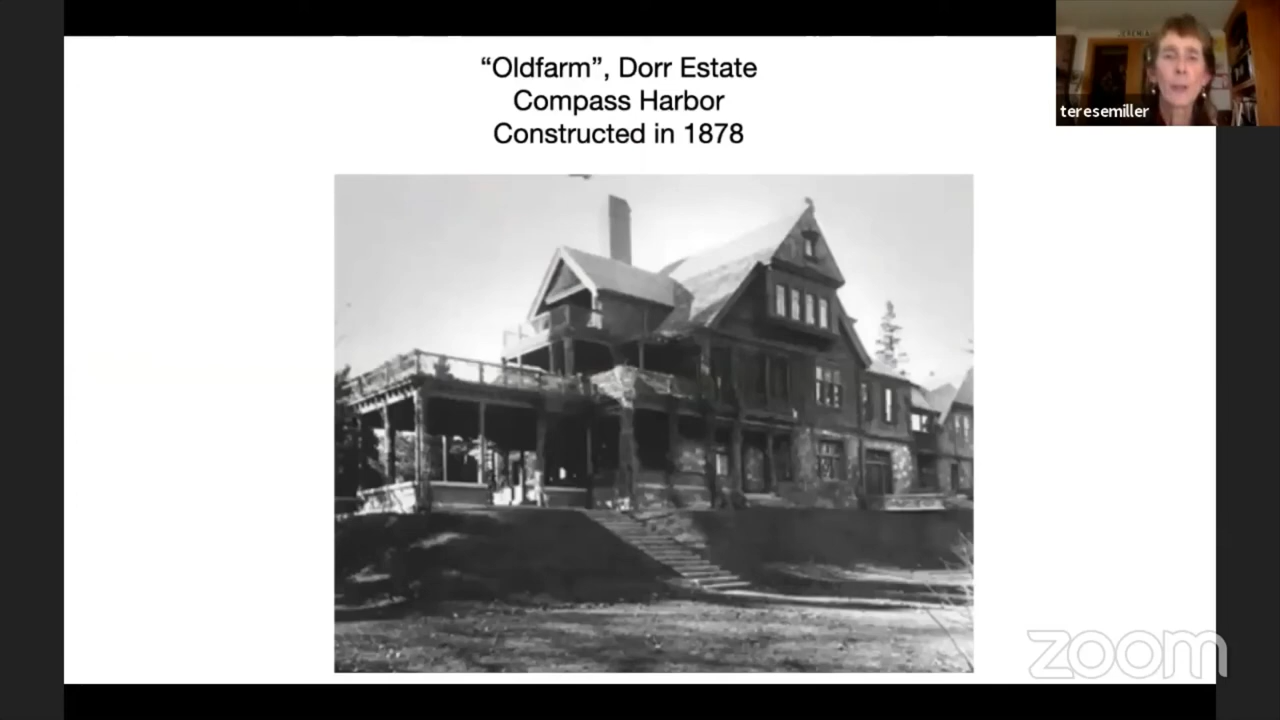 “Oldfarm”, Dorr Estate
Compass Harbor
Constructed in 1878
teresemiller
zoom